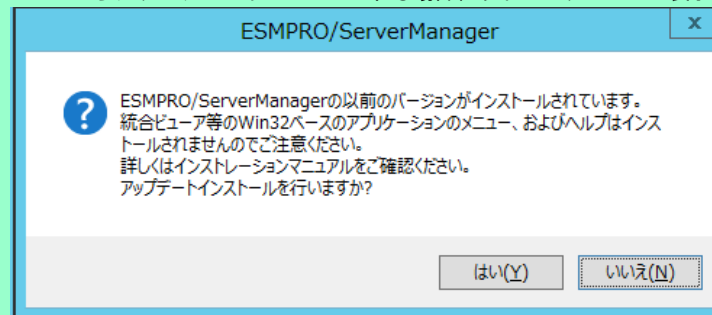 ESMPRO/ServerManager
x
ESMPRO/ServerManagerの以前のバージョンがインストールされています。
統合ビューア等のWin32ベースのアプリケーションのメニュー、およびヘルプはインス
トールされませんのでご注意ください。
詳しくはインストレーションマニュアルをご確認ください。
アップデートインストールを行いますか?
はい(Y)
いいえ(N)